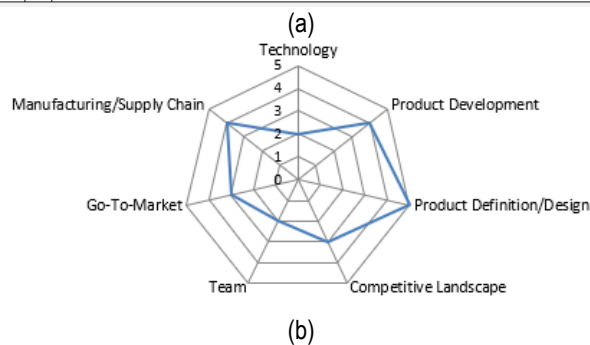 (a)
Technology
5
4
3
2
1
0
Manufacturing/Supply Chain
Product Development
Go-To-Market
Product Definition/Design
Team
Competitive Landscape
(b)